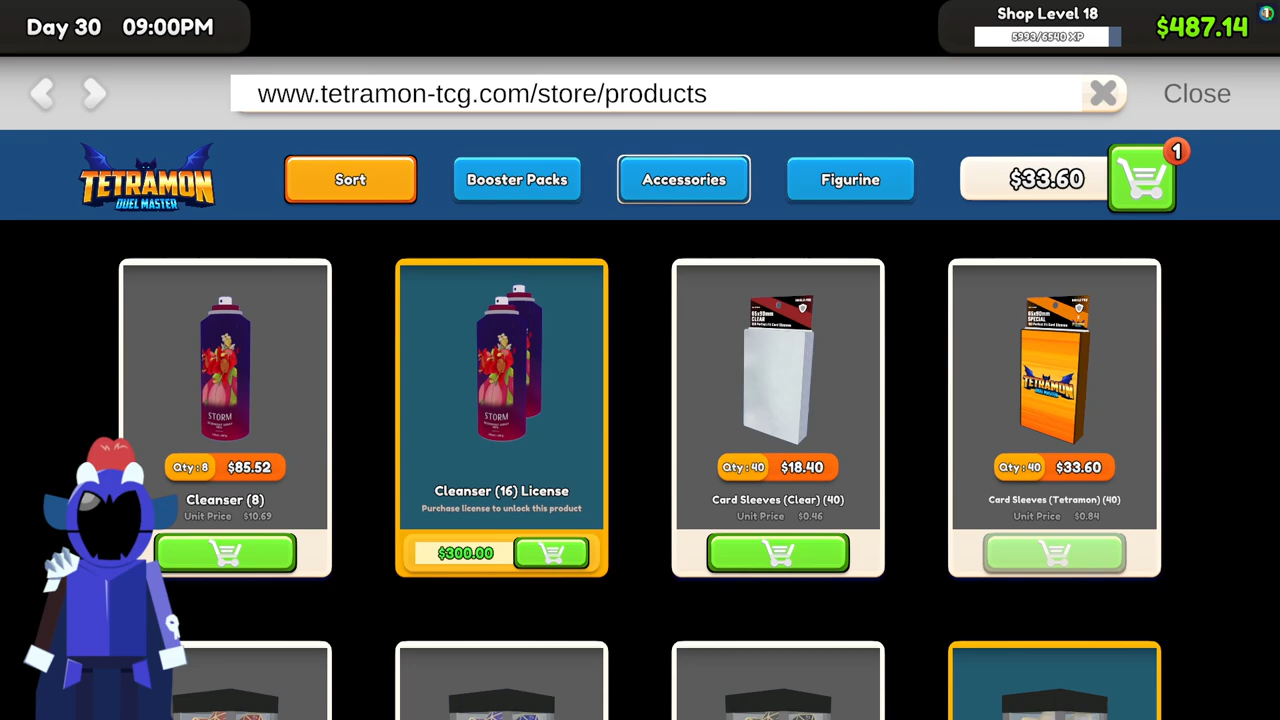 Day 30 09:00PM
Shop Level 18
5993/6540 XP
$487.14
www.tetramon-tcg.com/store/products
Close
TETRAMON
DUEL MASTER
Sort
Booster Packs
Accessories
Figurine
$33.60
1
STORM
STORM
65x90mm
CLEAR
65x90mm
SPECIAL
TETRAMON
Qty : 8 $85.52
Cleanser (8)
Unit Price $10.69
Cleanser (16) License
Purchase license to unlock this product
$300.00
Qty : 40 $18.40
Card Sleeves (Clear) (40)
Unit Price $0.46
Qty : 40 $33.60
Card Sleeves (Tetramon) (40)
Unit Price $0.84